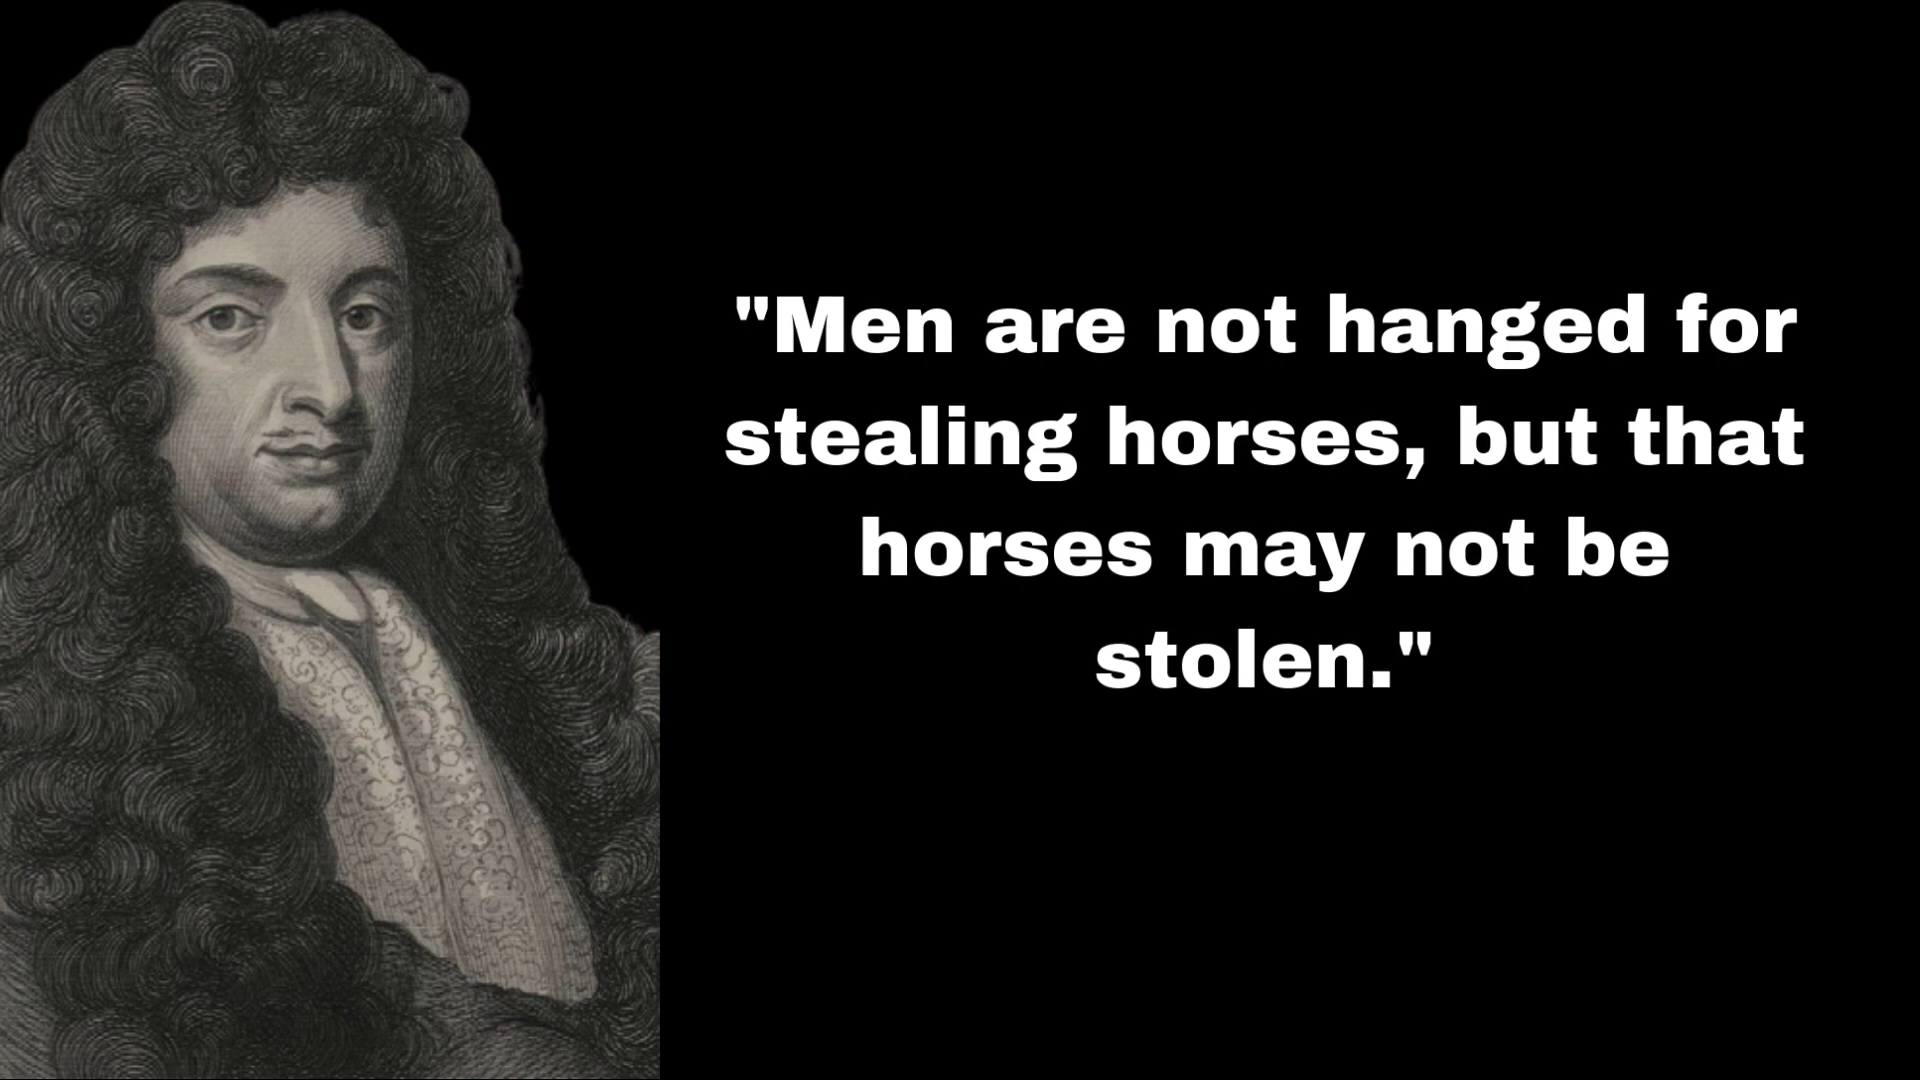 "Men are not hanged for
stealing horses, but that
horses may not be
stolen."